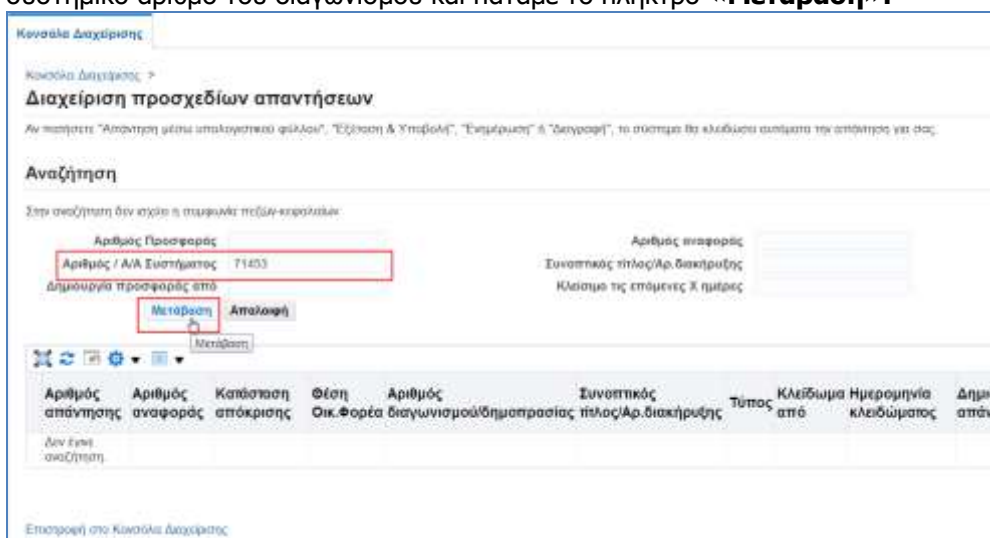 συστημικό αριθμό του διαγωνισμού και πατάμε το πλήκτρο «Μετάβαση»:
Κονσόλα Διαχείρισης
Κονσόλα Διαχείρισης >
Διαχείριση προσχεδίων απαντήσεων
Αν πατήσετε "Απάντηση μέσω υπολογιστικού φύλλου", "Εξέταση & Υποβολή", "Ενημέρωση" ή "Διαγραφή", το σύστημα θα κλειδώσει αυτόματα την απάντηση για σας.
Αναζήτηση
Στην αναζήτηση δεν ισχύει η συμφωνία πεζών-κεφαλαίων
Αριθμός Προσφοράς Αριθμός αναφοράς
Αριθμός / Α/Α Συστήματος 71453 Συνοπτικός τίτλος/Αρ.διακήρυξης
Δημιουργία προσφοράς από Κλείσιμο τις επόμενες Χ ημέρες
Μετάβαση Απαλοιφή
Μετάβαση
Αριθμός απάντησης Αριθμός αναφοράς Κατάσταση απόκρισης Θέση Οικ.Φορέα Αριθμός διαγωνισμού/δημοπρασίας Συνοπτικός τίτλος/Αρ.διακήρυξης Τύπος Κλείδωμα από Ημερομηνία κλειδώματος
Δεν έγινε αναζήτηση.
Επιστροφή στο Κονσόλα Διαχείρισης